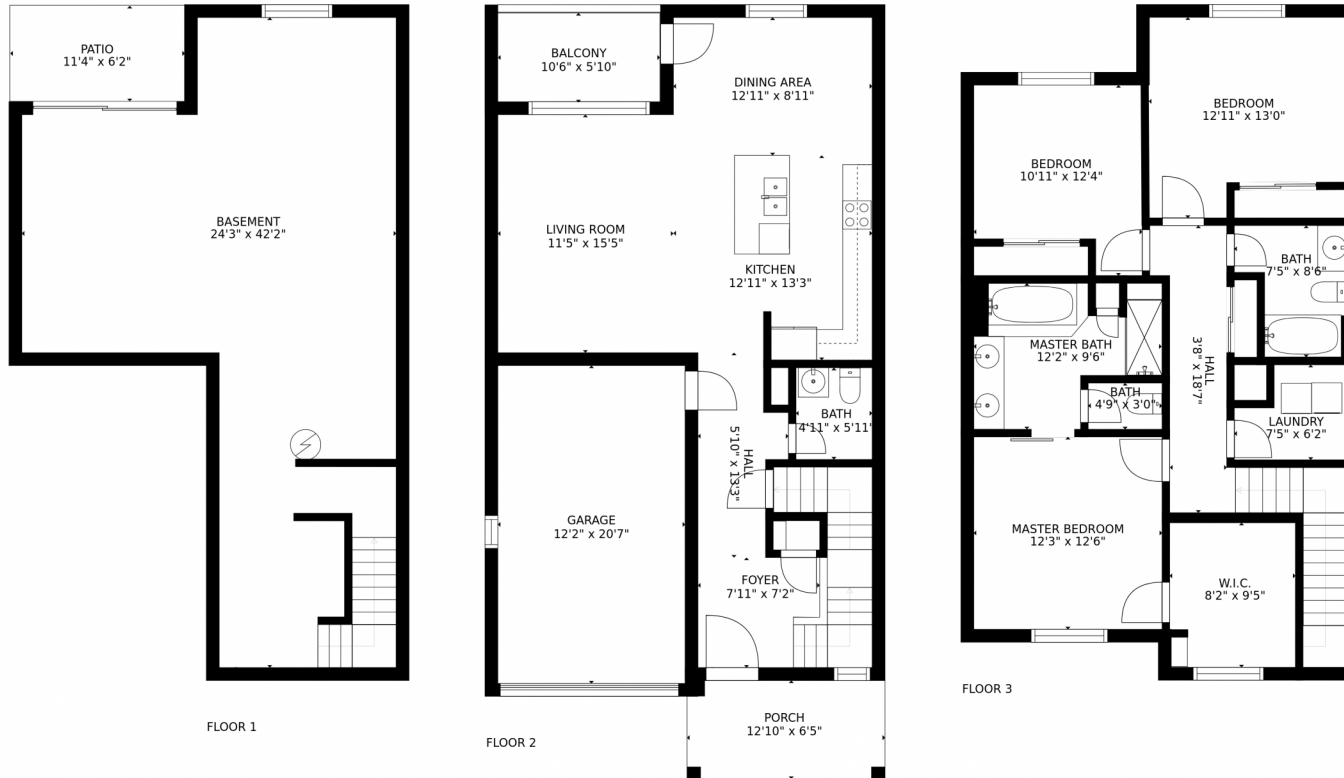 PATIO
11'4" x 6'2"
BASEMENT
24'3" x 42'2"
FLOOR 1
BALCONY
10'6" x 5'10"
DINING AREA
12'11" x 8'11"
LIVING ROOM
11'5" x 15'5"
KITCHEN
12'11" x 13'3"
BATH
4'11" x 5'11"
HALL
5'10" x 13'3"
GARAGE
12'2" x 20'7"
FOYER
7'11" x 7'2"
PORCH
12'10" x 6'5"
FLOOR 2
BEDROOM
12'11" x 13'0"
BEDROOM
10'11" x 12'4"
BATH
7'5" x 8'6"
MASTER BATH
12'2" x 9'6"
HALL
3'8" x 18'7"
BATH
4'9" x 3'0"
LAUNDRY
7'5" x 6'2"
MASTER BEDROOM
12'3" x 12'6"
W.I.C.
8'2" x 9'5"
FLOOR 3